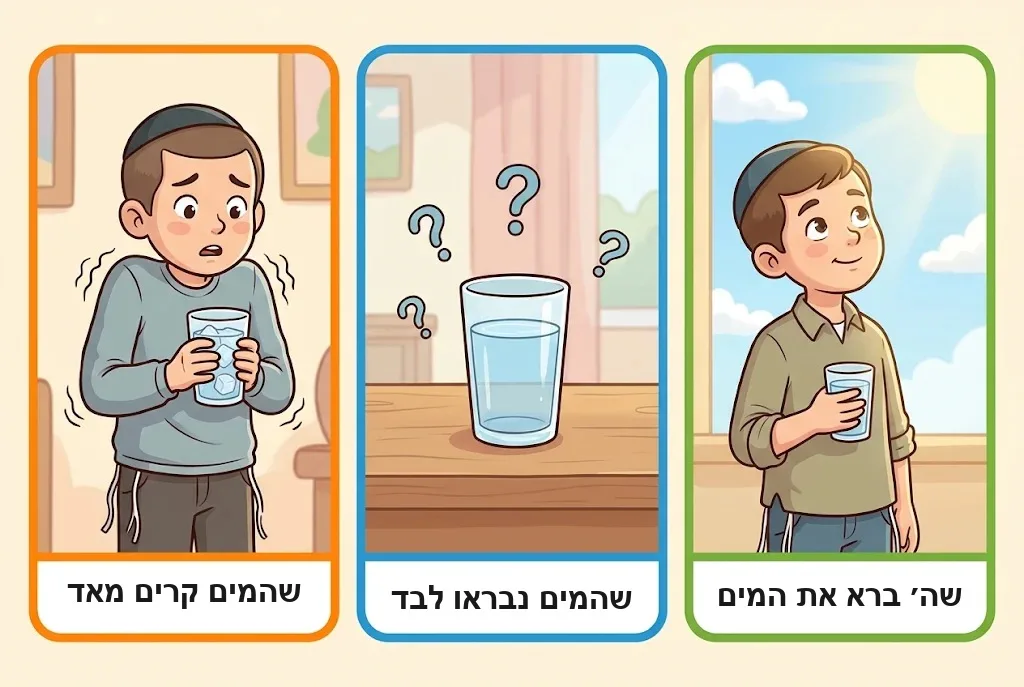 שה׳ ברא את המים
שהמים נבראו לבד
שהמים קרים מאד